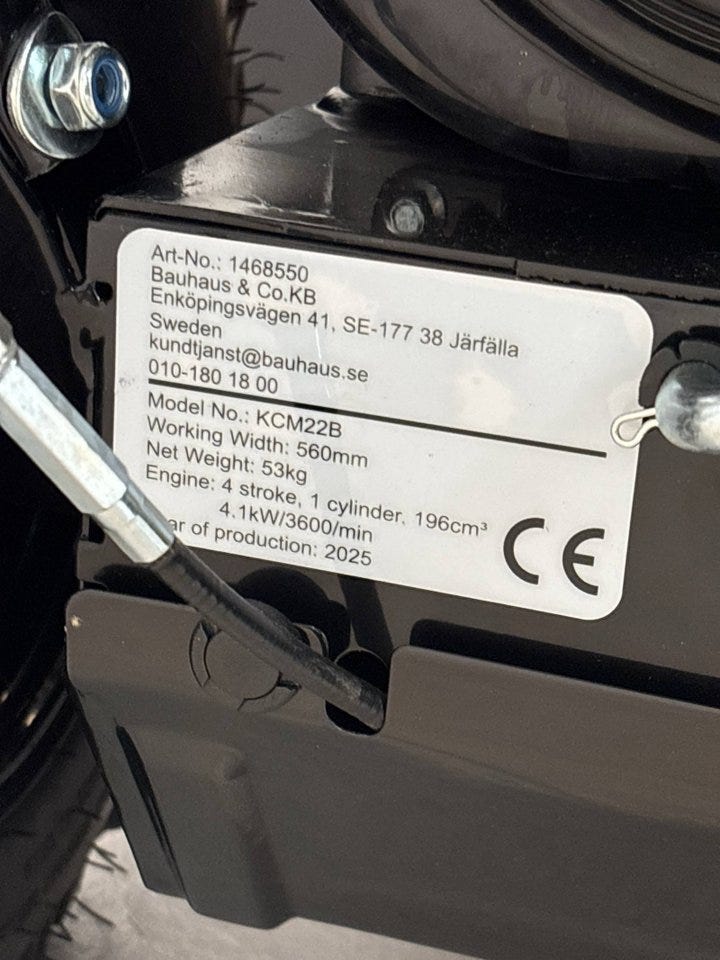 Art-No.: 1468550
Bauhaus & Co.KB
Enköpingsvägen 41, SE-177 38 Järfälla
Sweden
kundtjanst@bauhaus.se
010-180 18 00
Model No.: KCM22B
Working Width: 560mm
Net Weight: 53kg
Engine: 4 stroke, 1 cylinder. 196cm³
4.1kW/3600/min
ar of production: 2025
CE